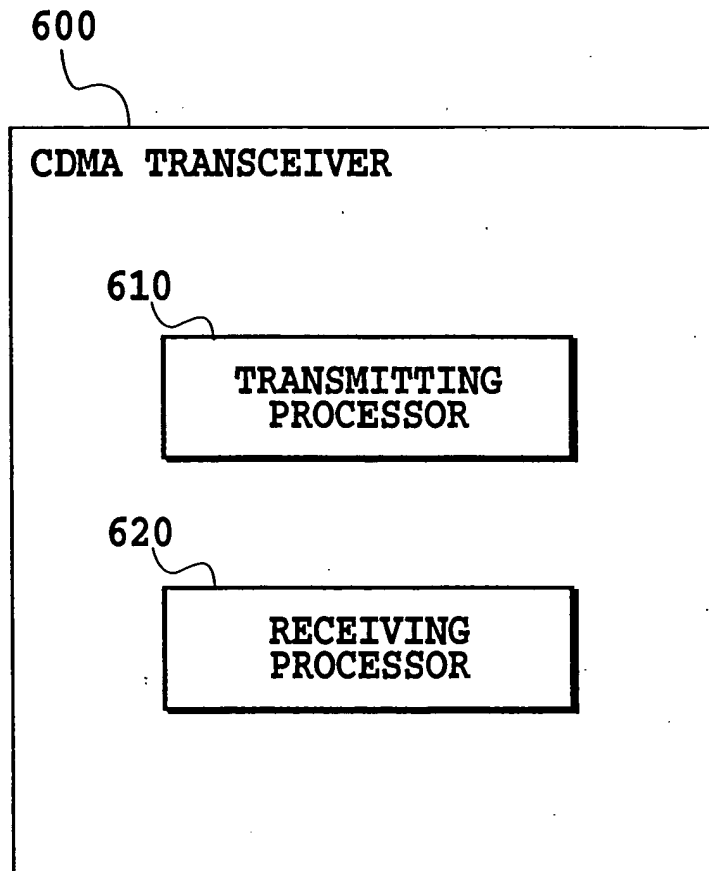 600
CDMA TRANSCEIVER
610
TRANSMITTING
PROCESSOR
620
RECEIVING
PROCESSOR